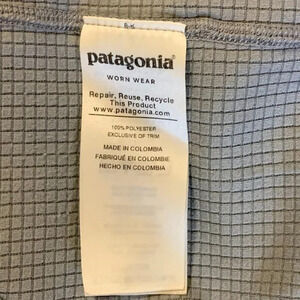 patagonia
WORN WEAR
Repair, Reuse, Recycle
This Product
www.patagonia.com
100% POLYESTER
EXCLUSIVE OF TRIM
MADE IN COLOMBIA
FABRIQUÉ EN COLOMBIE
HECHO EN COLOMBIA